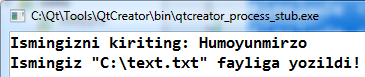 C:\Qt\Tools\QtCreator\bin\qtcreator_process_stub.exe
Ismingizni kiriting: Humoyunmirzo
Ismingiz "C:\text.txt" fayliga yozildi!